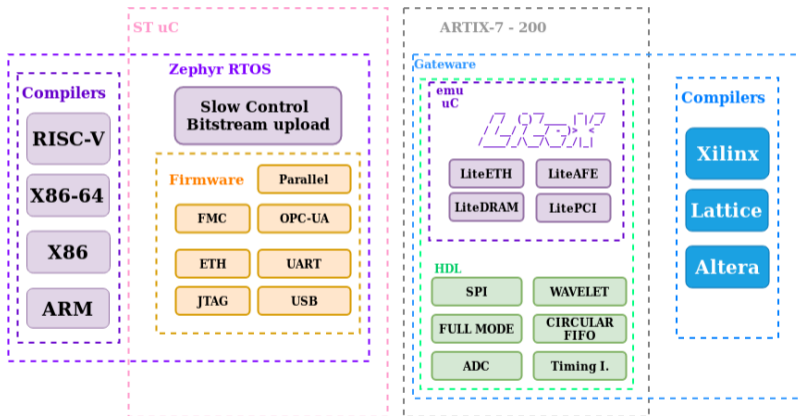 ST uC
ARTIX-7 - 200
Zephyr RTOS
Gateware
Compilers
RISC-V
X86-64
X86
ARM
Slow Control
Bitstream upload
Firmware
Parallel
FMC
OPC-UA
ETH
UART
JTAG
USB
emu
uC
LiteX
LiteETH
LiteAFE
LiteDRAM
LitePCI
HDL
SPI
WAVELET
FULL MODE
CIRCULAR
FIFO
ADC
Timing I.
Compilers
Xilinx
Lattice
Altera